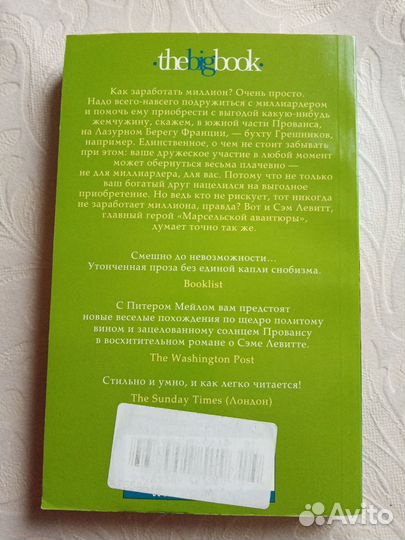 ·thebigbook·
Как заработать миллион? Очень просто.
Надо всего-навсего подружиться с миллиардером
и помочь ему приобрести с выгодой какую-нибудь
жемчужину, скажем, в южной части Прованса,
на Лазурном Берегу Франции, — бухту Грешников,
например. Единственное, о чем не стоит забывать
при этом: ваше дружеское участие в любой момент
может обернуться весьма плачевно —
не для миллиардера, для вас. Потому что не только
ваш богатый друг нацелился на выгодное
приобретение. Но ведь кто не рискует, тот никогда
не заработает миллиона, правда? Вот и Сэм Левитт,
главный герой «Марсельской авантюры»,
думает точно так же.
Смешно до невозможности...
Утонченная проза без единой капли снобизма.
Booklist
С Питером Мейлом вам предстоят
новые веселые похождения по щедро политому
вином и зацелованному солнцем Провансу
в восхитительном романе о Сэме Левитте.
The Washington Post
Стильно и умно, и как легко читается!
The Sunday Times (Лондон)
Avito